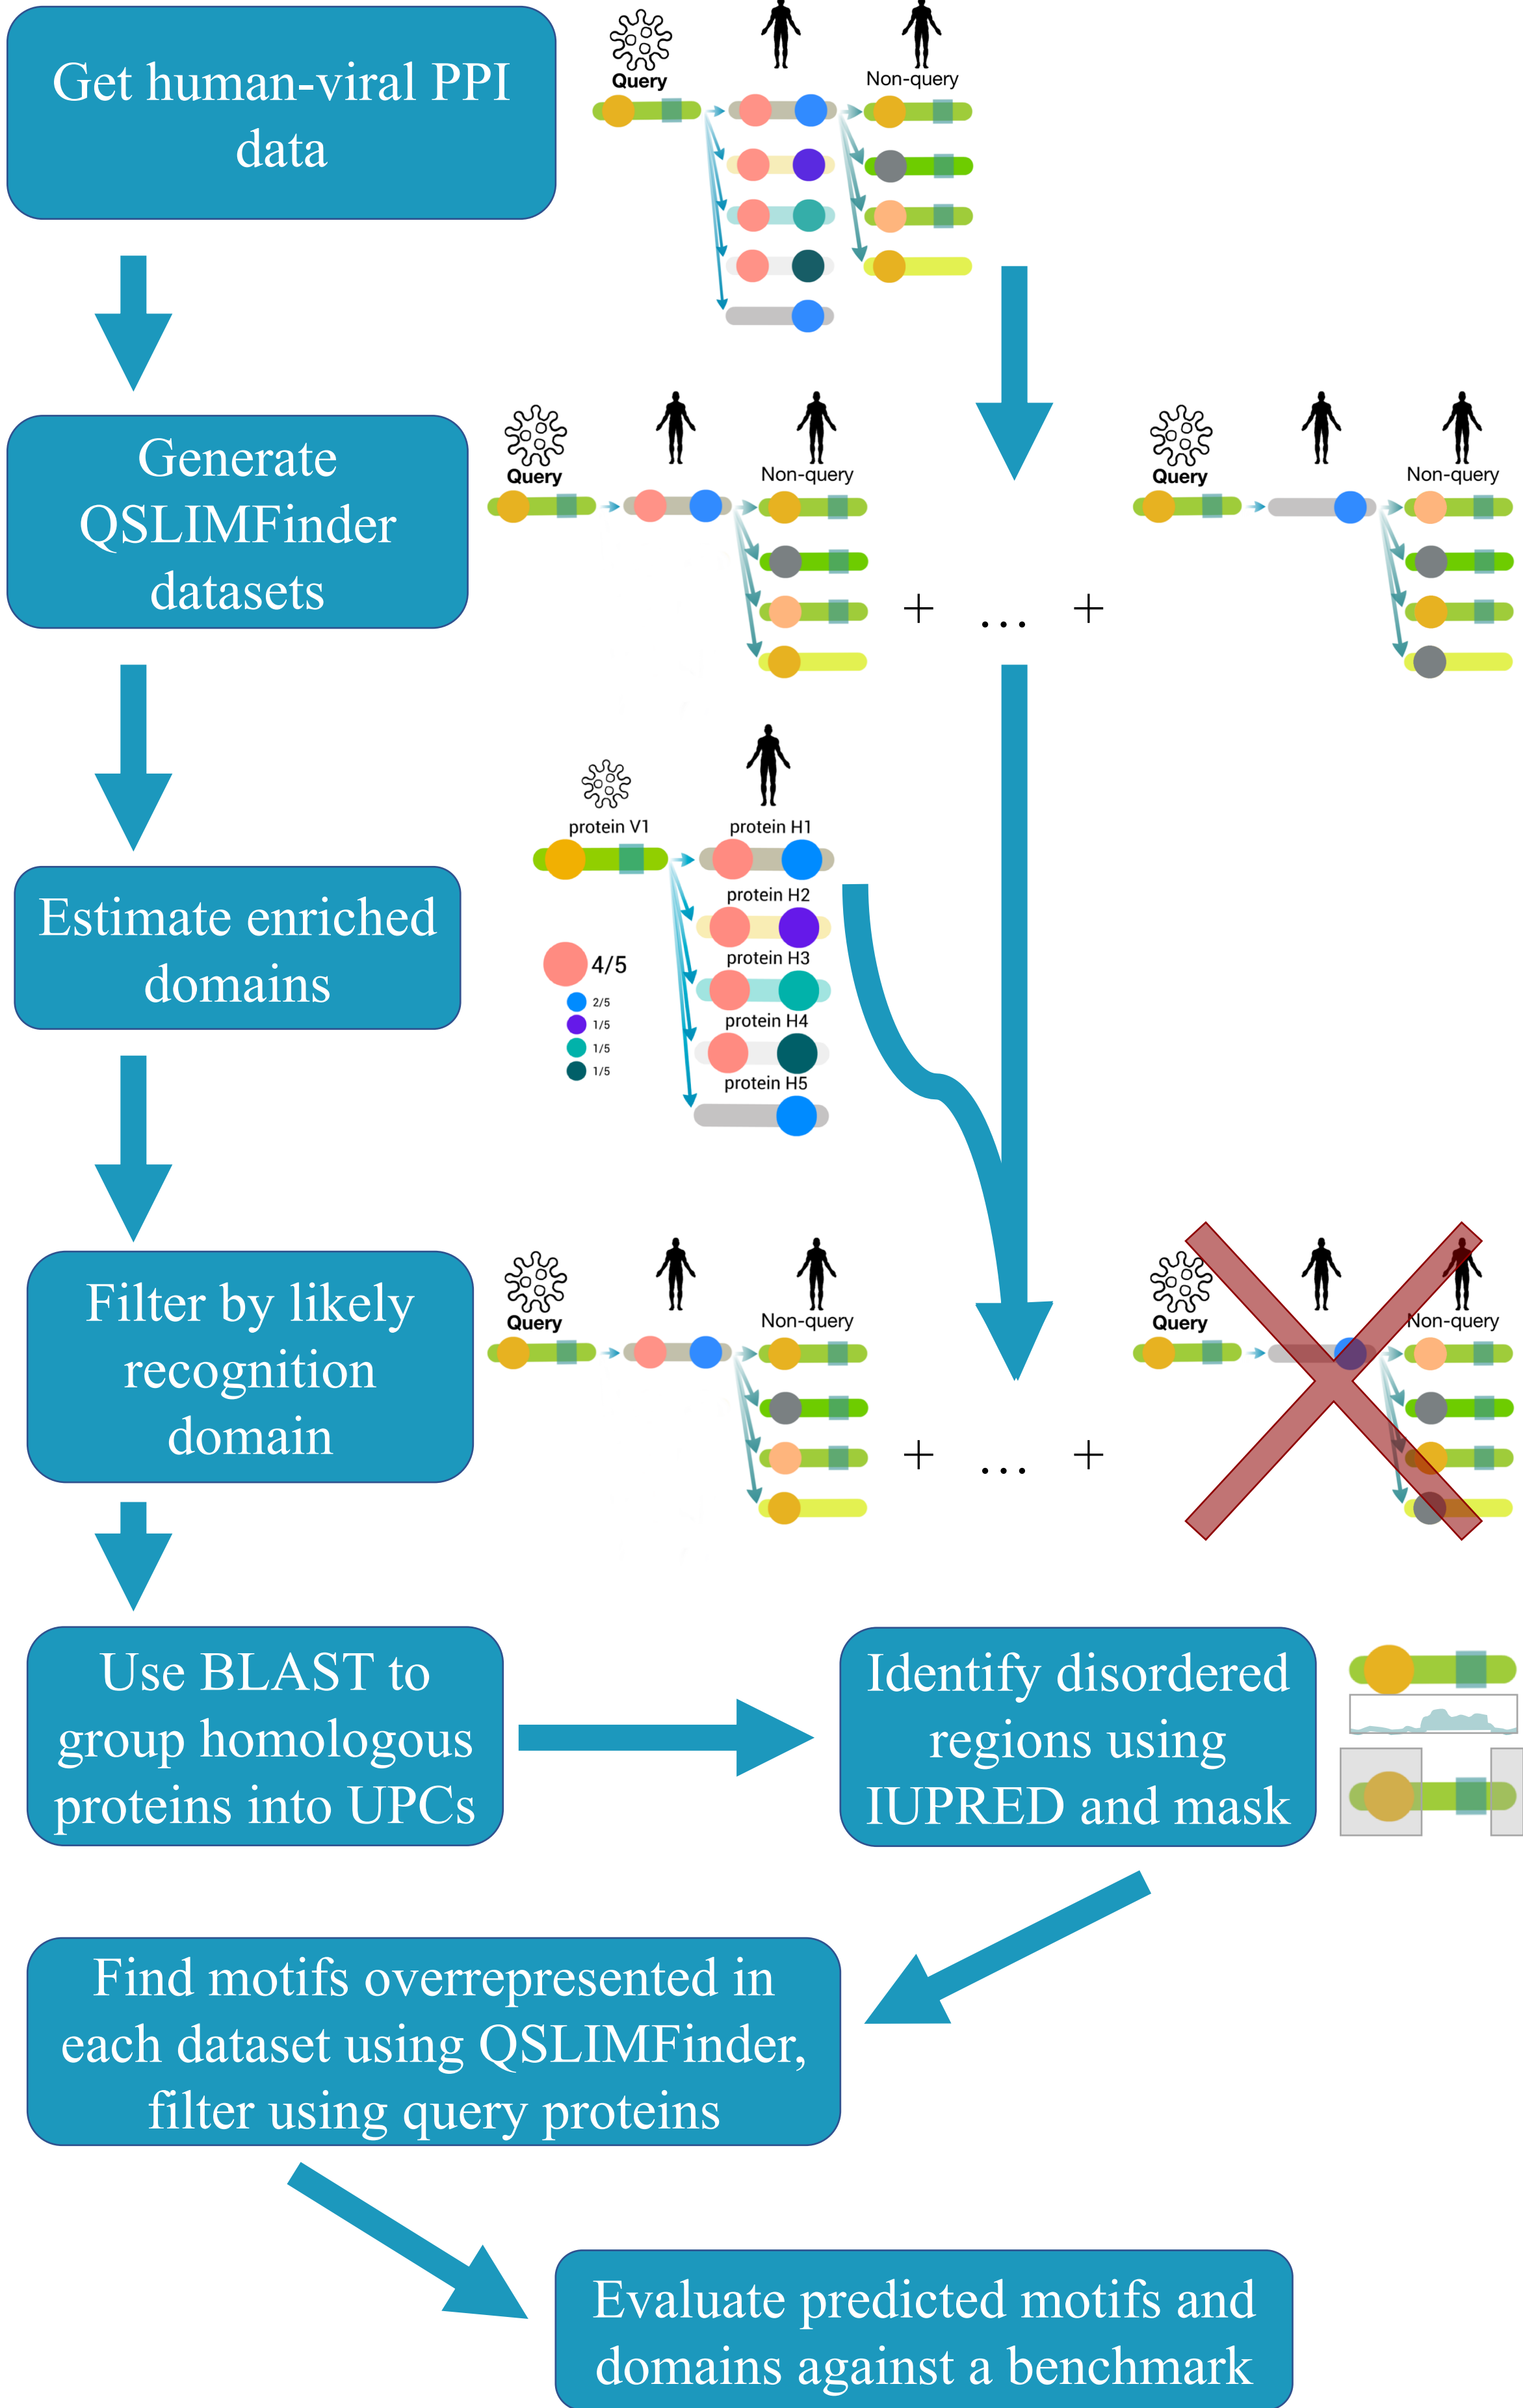 Get human-viral PPI
data
Query
Non-query
Generate
QSLIMFinder
datasets
Query
Non-query
+ ... +
Query
Non-query
Estimate enriched
domains
protein V1
protein H1
protein H2
protein H3
protein H4
protein H5
4/5
2/5
1/5
1/5
1/5
Filter by likely
recognition
domain
Query
Non-query
+ ... +
Query
Non-query
Use BLAST to
group homologous
proteins into UPCs
Identify disordered
regions using
IUPRED and mask
Find motifs overrepresented in
each dataset using QSLIMFinder,
filter using query proteins
Evaluate predicted motifs and
domains against a benchmark